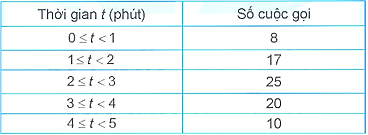 Thời gian t (phút) Số cuộc gọi
0 ≤ t < 1 8
1 ≤ t < 2 17
2 ≤ t < 3 25
3 ≤ t < 4 20
4 ≤ t < 5 10